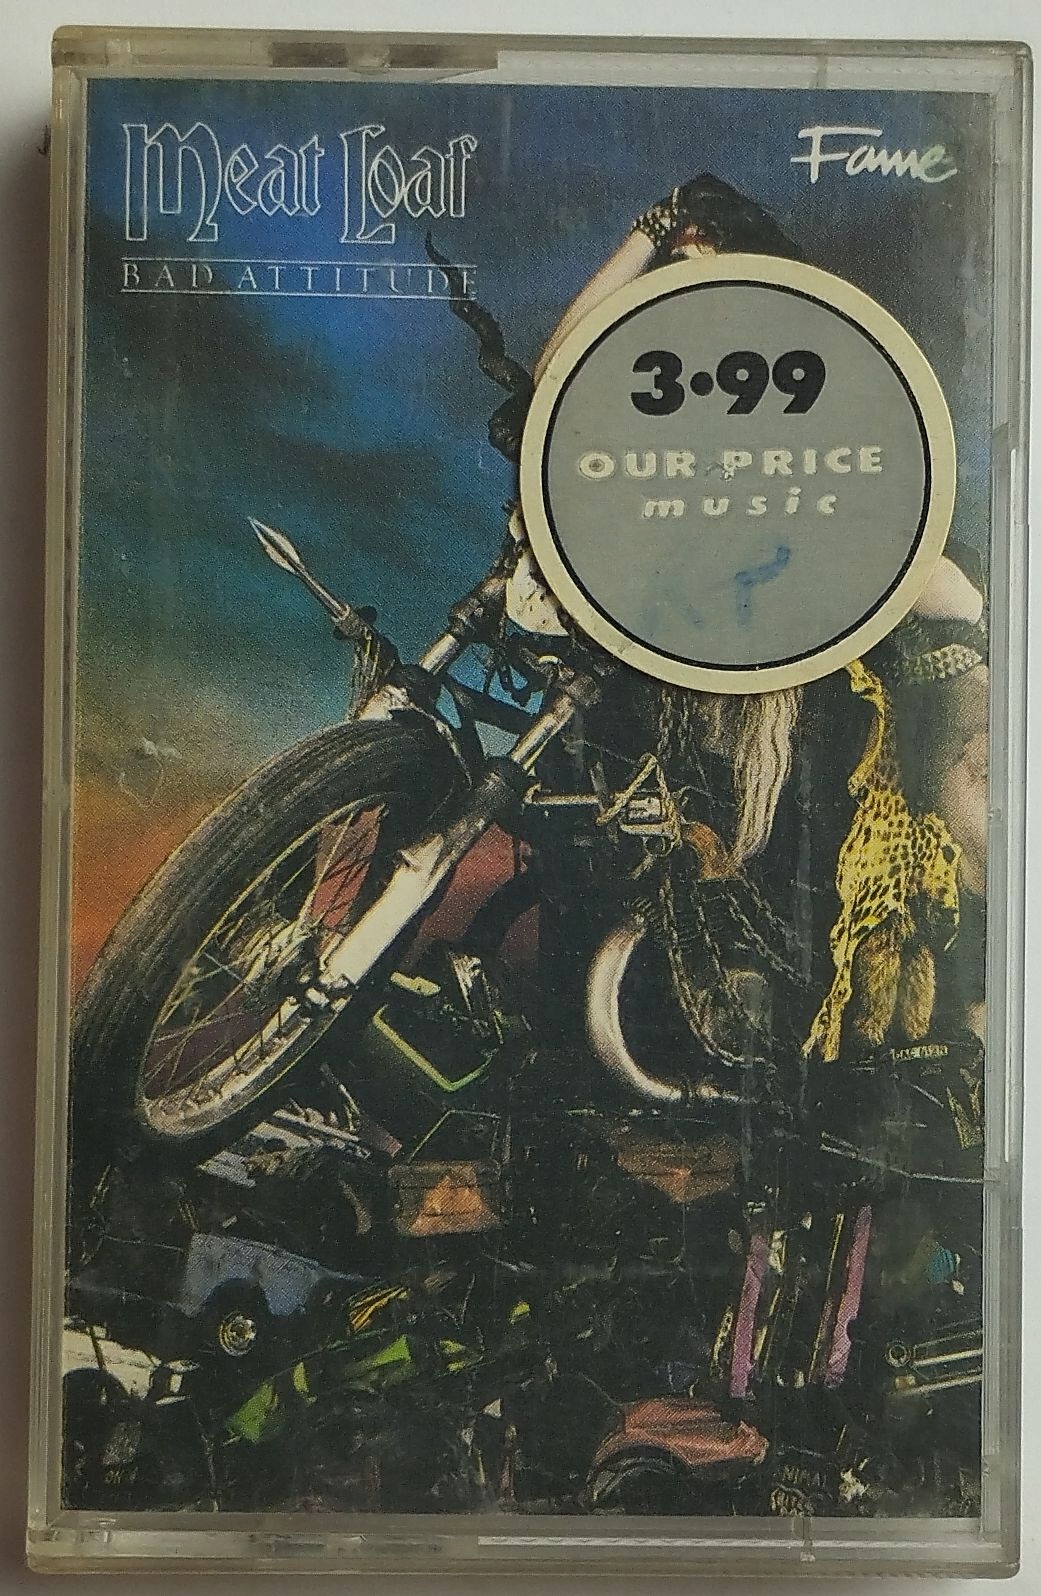 Meat Loaf
BAD ATTITUDE
Fame
3·99
OUR PRICE
music